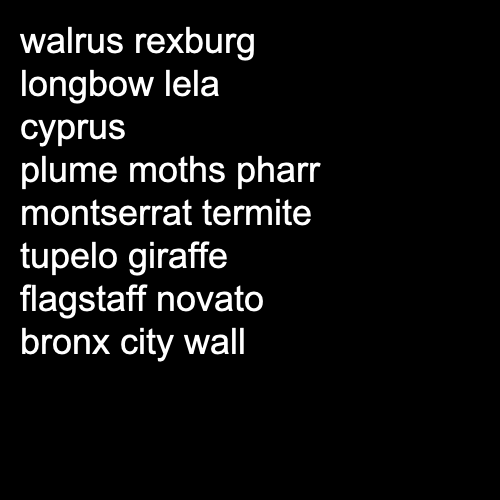 walrus rexburg
longbow lela
cyprus
plume moths pharr
montserrat termite
tupelo giraffe
flagstaff novato
bronx city wall